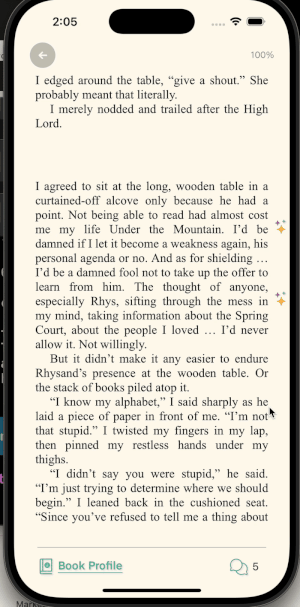 2:05
100%
I edged around the table, “give a shout.” She
probably meant that literally.
I merely nodded and trailed after the High
Lord.
I agreed to sit at the long, wooden table in a
curtained-off alcove only because he had a
point. Not being able to read had almost cost
me my life Under the Mountain. I’d be
damned if I let it become a weakness again, his
personal agenda or no. And as for shielding …
I’d be a damned fool not to take up the offer to
learn from him. The thought of anyone,
especially Rhys, sifting through the mess in
my mind, taking information about the Spring
Court, about the people I loved … I’d never
allow it. Not willingly.
But it didn’t make it any easier to endure
Rhysand’s presence at the wooden table. Or
the stack of books piled atop it.
“I know my alphabet,” I said sharply as he
laid a piece of paper in front of me. “I’m not
that stupid.” I twisted my fingers in my lap,
then pinned my restless hands under my
thighs.
“I didn’t say you were stupid,” he said.
“I’m just trying to determine where we should
begin.” I leaned back in the cushioned seat.
“Since you’ve refused to tell me a thing about
Book Profile
5